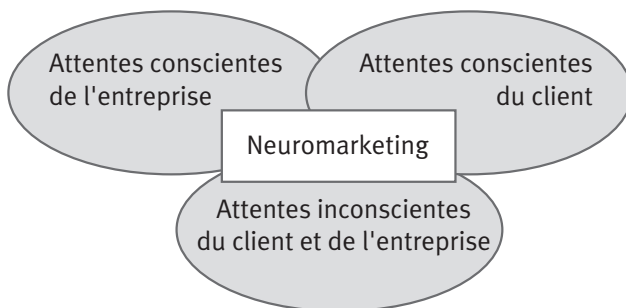 Attentes conscientes
de l'entreprise
Attentes conscientes
du client
Neuromarketing
Attentes inconscientes
du client et de l'entreprise